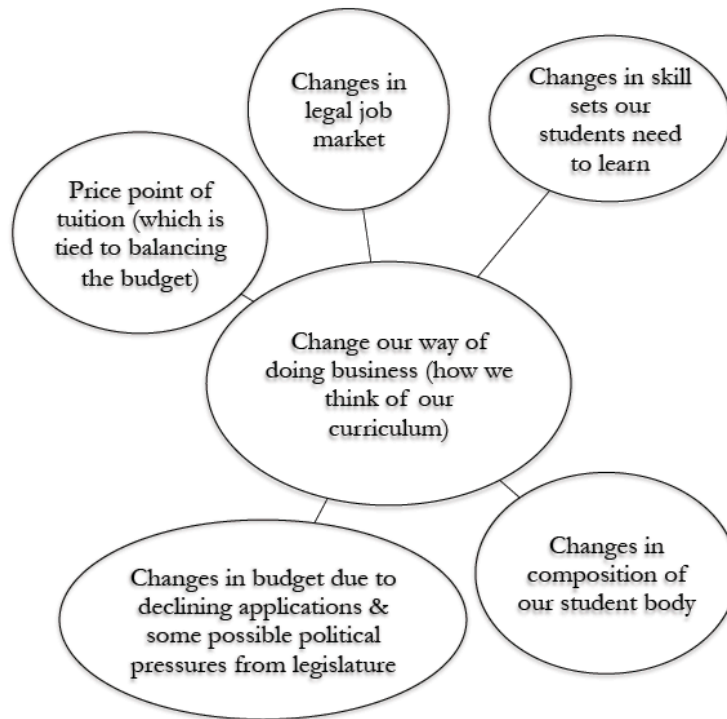 Changes in
legal job
market
Changes in skill
sets our
students need
to learn
Price point of
tuition (which is
tied to balancing
the budget)
Change our way of
doing business (how we
think of our
curriculum)
Changes in budget due to
declining applications &
some possible political
pressures from legislature
Changes in
composition of
our student body